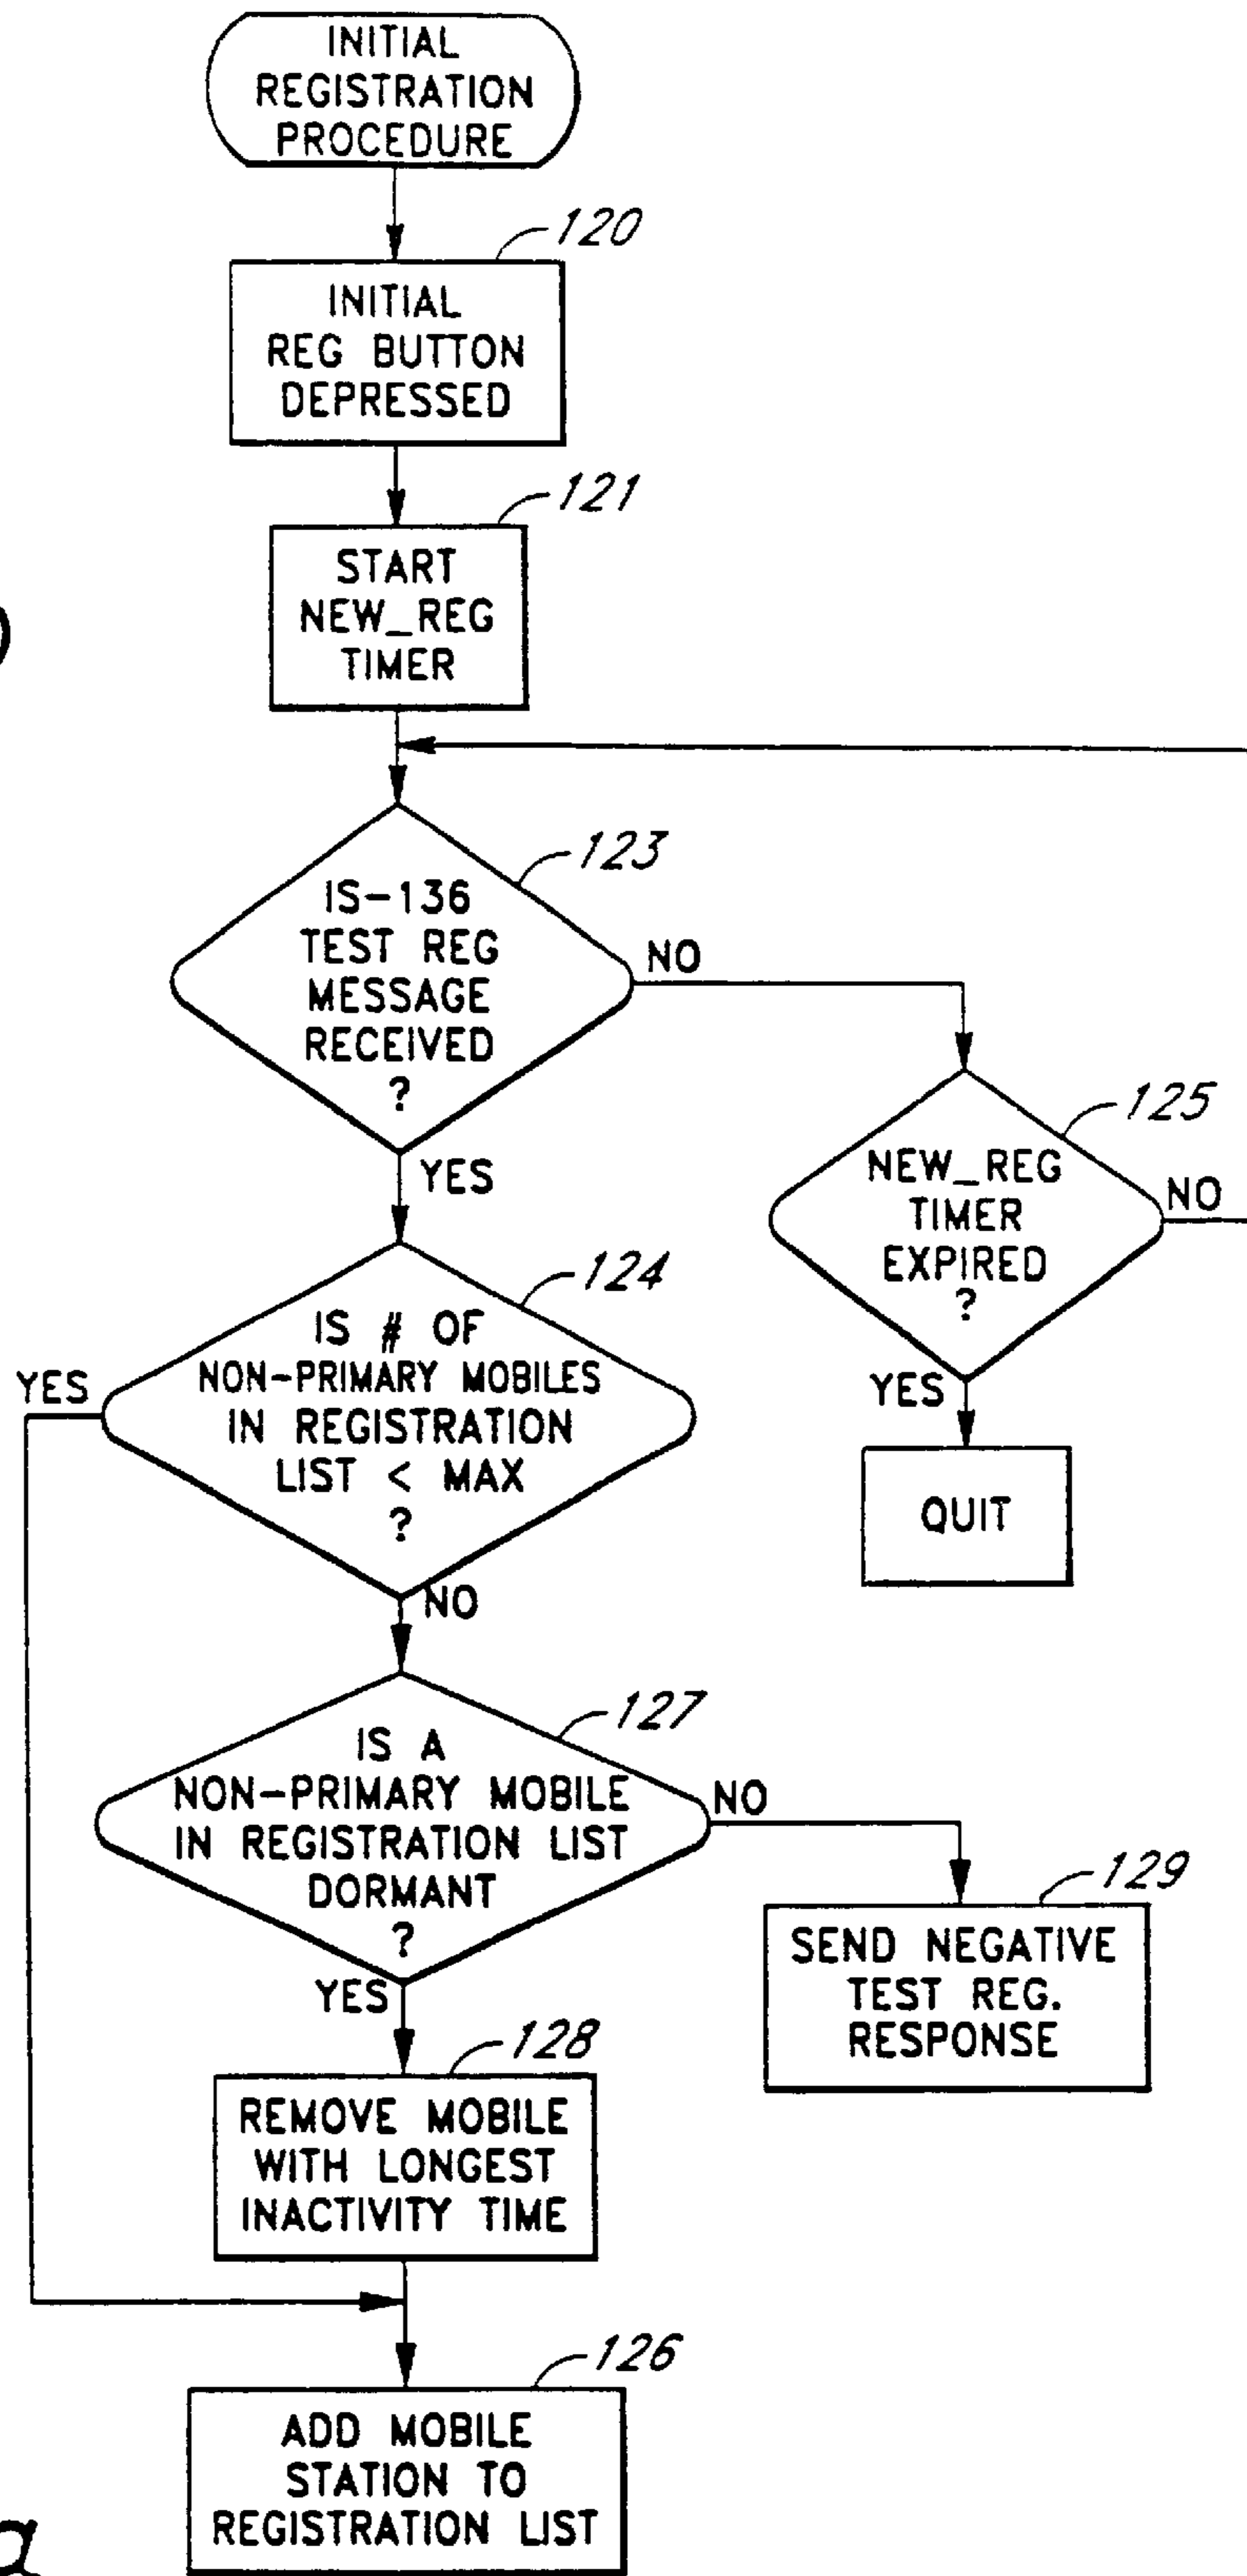 INITIAL
REGISTRATION
PROCEDURE
120
INITIAL
REG BUTTON
DEPRESSED
121
START
NEW_REG
TIMER
123
IS-136
TEST REG
MESSAGE
RECEIVED
?
NO
YES
125
NEW_REG
TIMER
EXPIRED
?
NO
YES
QUIT
124
IS # OF
NON-PRIMARY MOBILES
IN REGISTRATION
LIST < MAX
?
YES
NO
127
IS A
NON-PRIMARY MOBILE
IN REGISTRATION LIST
DORMANT
?
NO
YES
129
SEND NEGATIVE
TEST REG.
RESPONSE
128
REMOVE MOBILE
WITH LONGEST
INACTIVITY TIME
126
ADD MOBILE
STATION TO
REGISTRATION LIST